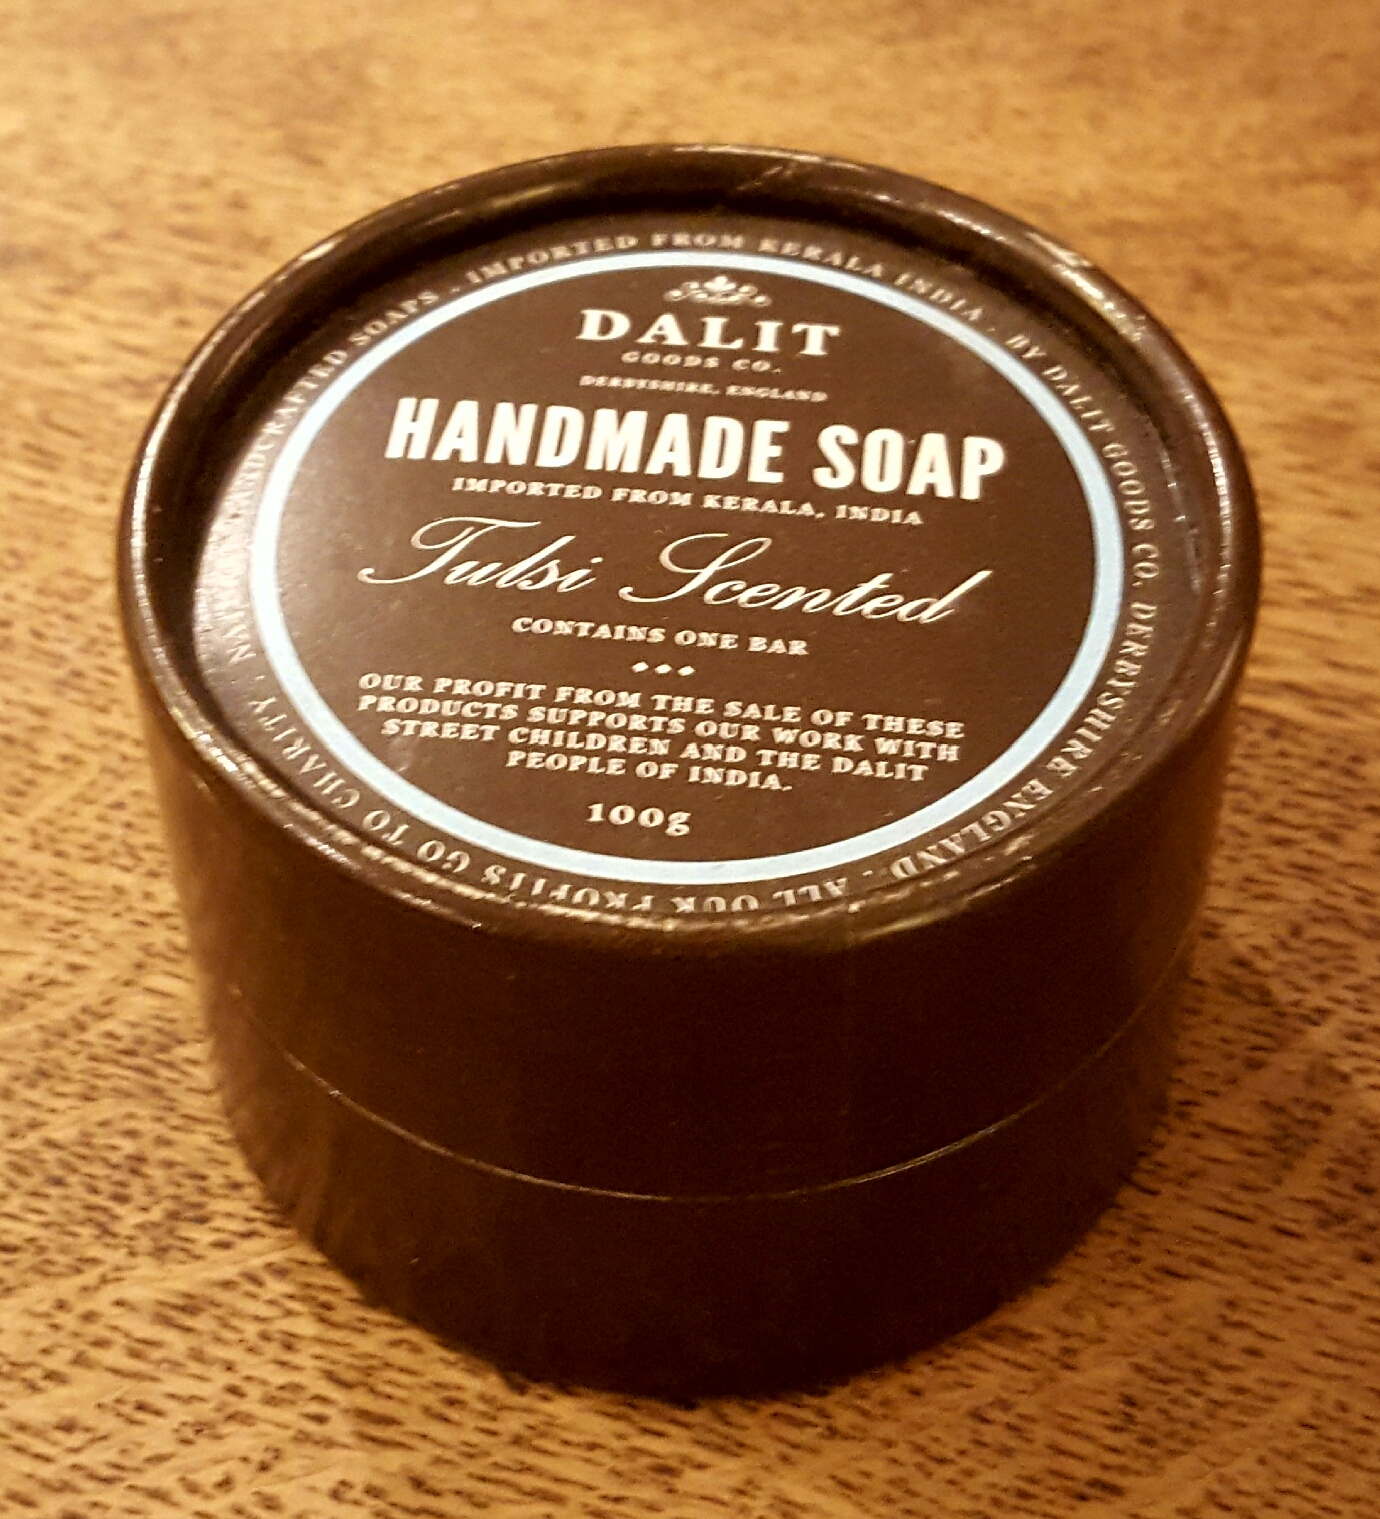 DALIT
GOODS CO.
DERBYSHIRE, ENGLAND
HANDMADE SOAP
IMPORTED FROM KERALA, INDIA
Tulsi Scented
CONTAINS ONE BAR
OUR PROFIT FROM THE SALE OF THESE
PRODUCTS SUPPORTS OUR WORK WITH
STREET CHILDREN AND THE DALIT
PEOPLE OF INDIA.
100g
HANDCRAFTED SOAPS . IMPORTED FROM KERALA INDIA . BY DALIT GOODS CO. DERBYSHIRE ENGLAND . ALL OUR PROFITS GO TO CHARITY .